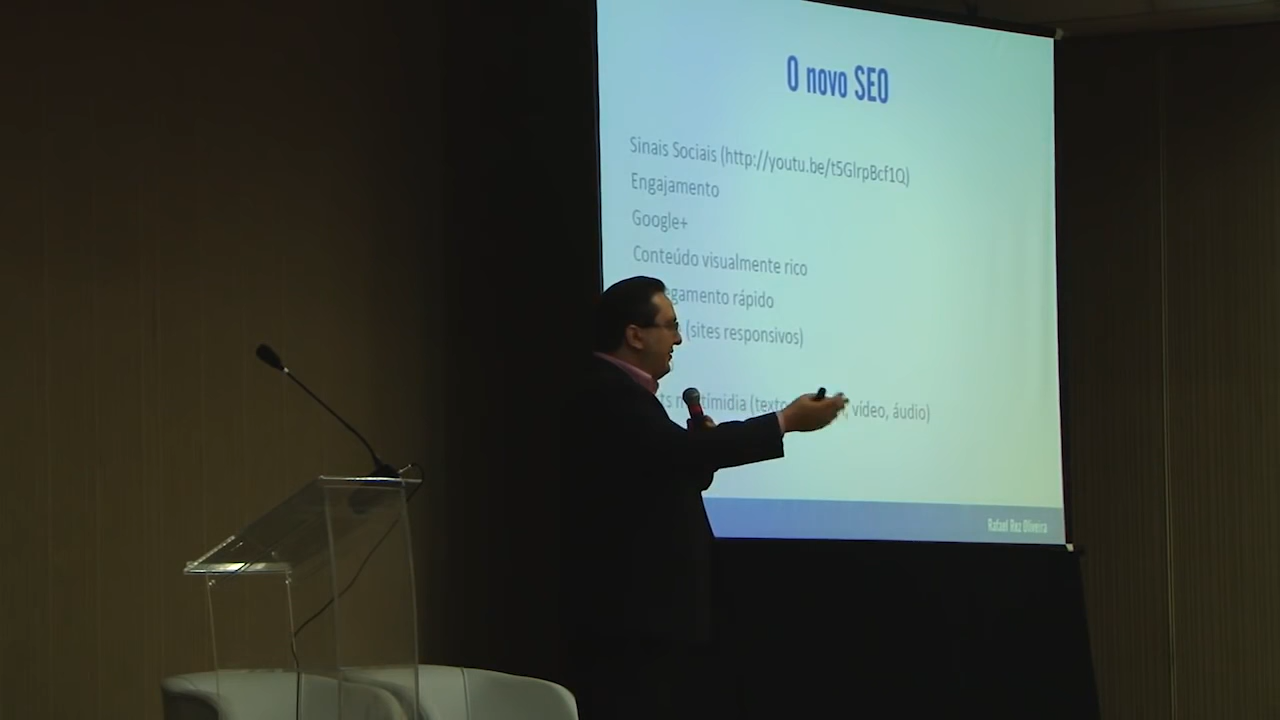 O novo SEO
Sinais Sociais (http://youtu.be/t5GlrpBcf1Q)
Engajamento
Google+
Conteúdo visualmente rico
rápido
(sites responsivos)
vídeo, áudio)
Rafael Rez Oliveira